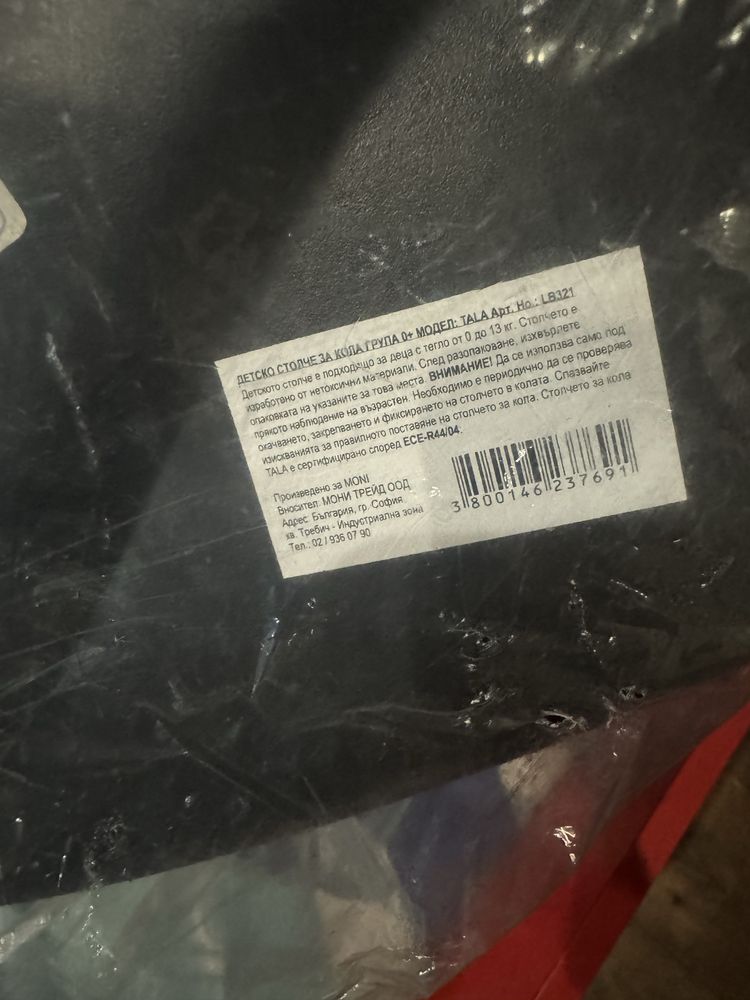 ДЕТСКО СТОЛЧЕ ЗА КОЛА ГРУПА 0+ МОДЕЛ: TALA Арт. Но.: LB321
Детското столче е подходящо за деца с тегло от 0 до 13 кг. Столчето е
изработено от нетоксични материали. След разопаковане, изхвърлете
опаковката на указаните за това места. ВНИМАНИЕ! Да се използва само под
прякото наблюдение на възрастен. Необходимо е периодично да се проверява
окачването, закрепването и фиксирането на столчето в колата. Спазвайте
изискванията за правилното поставяне на столчето за кола. Столчето за кола
TALA е сертифицирано според ECE-R44/04.
Произведено за MONI
Вносител: МОНИ ТРЕЙД ООД
Адрес: България, гр. София
кв. Требич - Индустриална зона
Тел.: 02 / 936 07 90
3 800146 237691